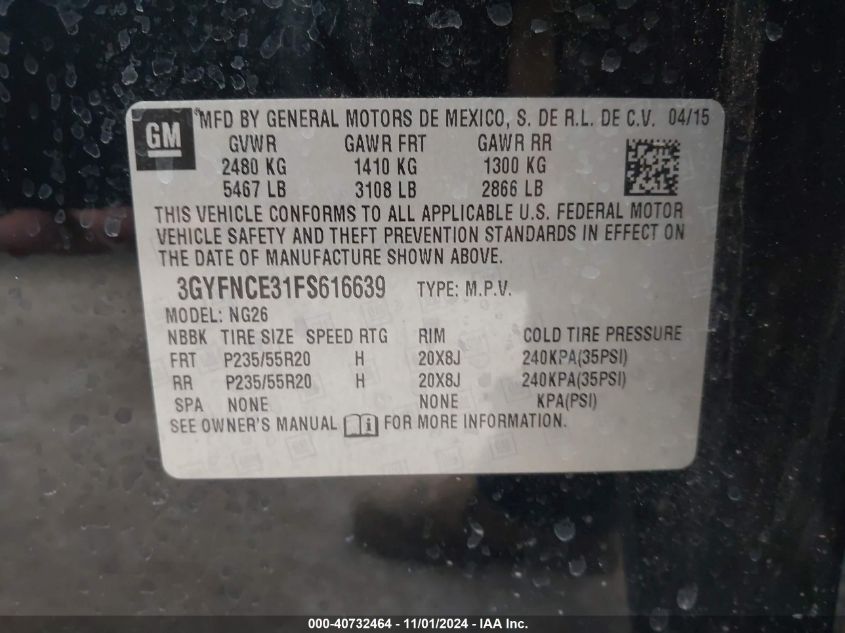 GM
MFD BY GENERAL MOTORS DE MEXICO, S. DE R.L. DE C.V. 04/15
GVWR GAWR FRT GAWR RR
2480 KG 1410 KG 1300 KG
5467 LB 3108 LB 2866 LB
THIS VEHICLE CONFORMS TO ALL APPLICABLE U.S. FEDERAL MOTOR
VEHICLE SAFETY AND THEFT PREVENTION STANDARDS IN EFFECT ON
THE DATE OF MANUFACTURE SHOWN ABOVE.
3GYFNCE31FS616639 TYPE: M.P.V.
MODEL: NG26
NBBK TIRE SIZE SPEED RTG RIM COLD TIRE PRESSURE
FRT P235/55R20 H 20X8J 240KPA(35PSI)
RR P235/55R20 H 20X8J 240KPA(35PSI)
SPA NONE NONE KPA(PSI)
SEE OWNER'S MANUAL i FOR MORE INFORMATION.
000-40732464 - 11/01/2024 - IAA Inc.